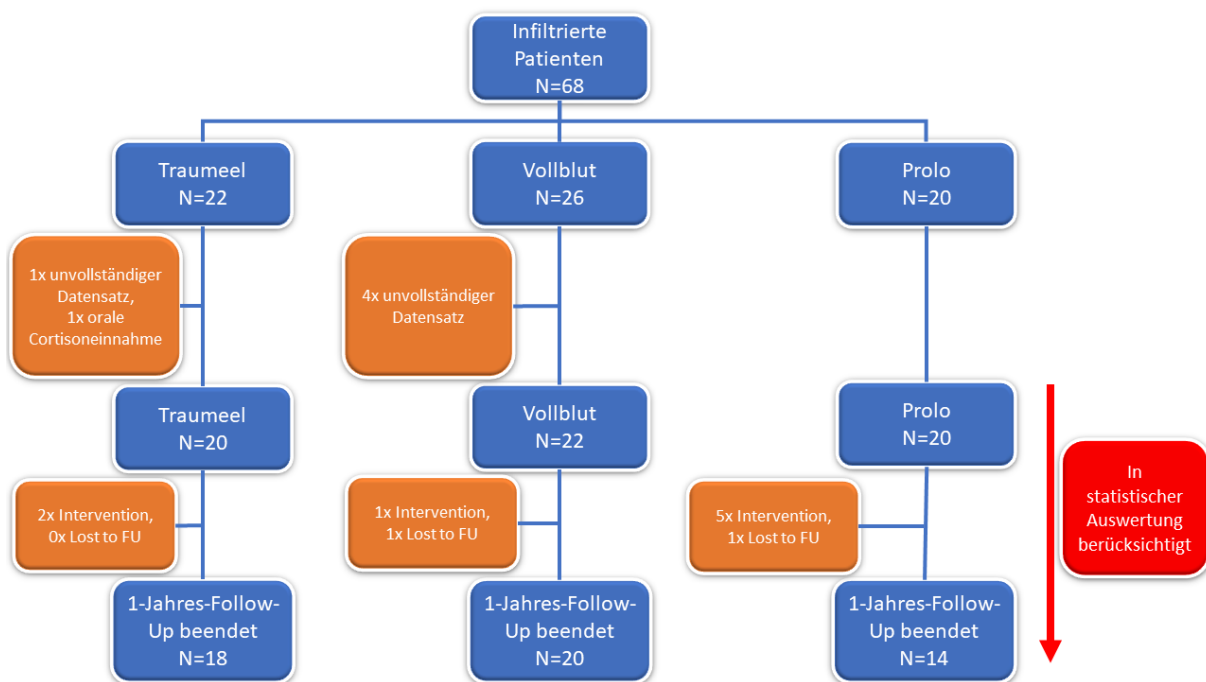 Infiltrierte
Patienten
N=68
Traumeel
N=22
Vollblut
N=26
Prolo
N=20
1x unvollständiger
Datensatz,
1x orale
Cortisoneinnahme
4x unvollständiger
Datensatz
Traumeel
N=20
Vollblut
N=22
Prolo
N=20
In
statistischer
Auswertung
berücksichtigt
2x Intervention,
0x Lost to FU
1x Intervention,
1x Lost to FU
5x Intervention,
1x Lost to FU
1-Jahres-Follow-
Up beendet
N=18
1-Jahres-Follow-
Up beendet
N=20
1-Jahres-Follow-
Up beendet
N=14